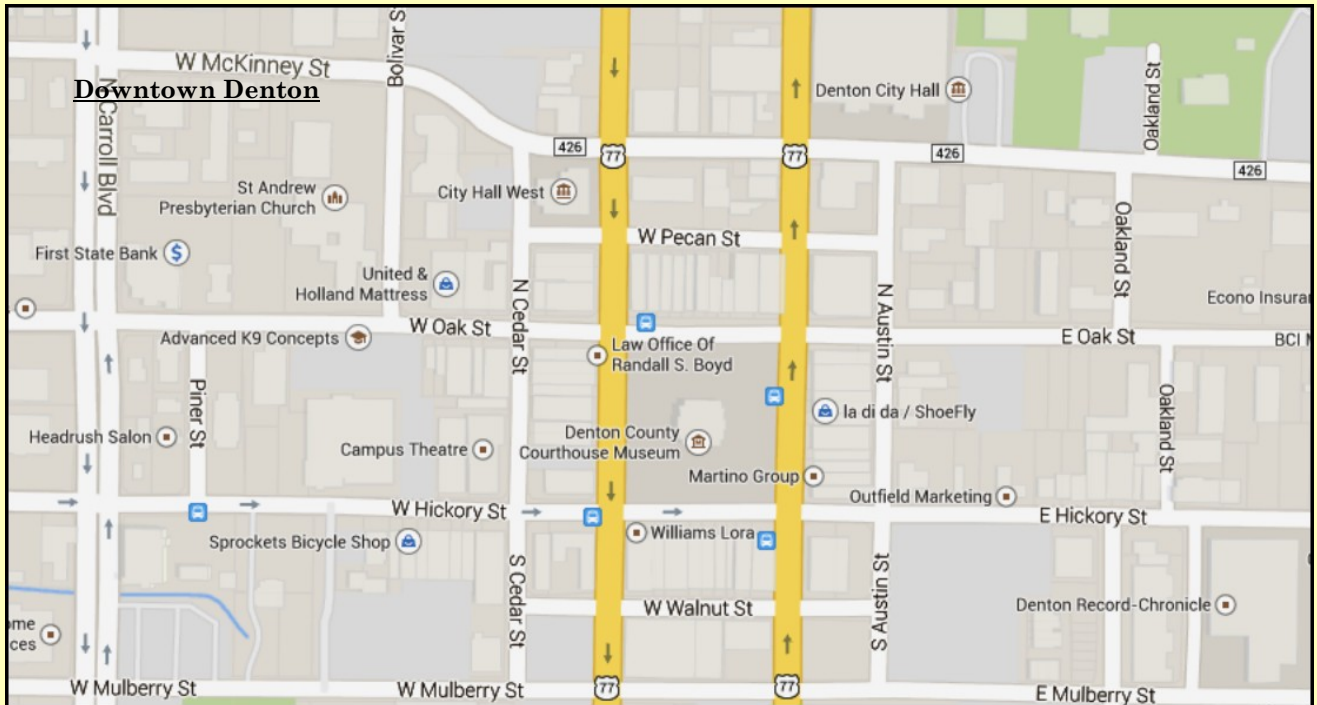 Bolivar S
W McKinney St
Downtown Denton
N Carroll Blvd
Denton City Hall
Oakland St
426
77
77
426
426
St Andrew
Presbyterian Church
City Hall West
First State Bank
W Pecan St
Oakland St
United &
Holland Mattress
N Cedar St
N Austin St
Econo Insura
Advanced K9 Concepts
W Oak St
Law Office Of
Randall S. Boyd
E Oak St
BCI
Piner St
la di da / ShoeFly
Oakland St
Headrush Salon
Campus Theatre
Denton County
Courthouse Museum
Martino Group
Outfield Marketing
W Hickory St
E Hickory St
Sprockets Bicycle Shop
Williams Lora
S Cedar St
S Austin St
W Walnut St
Denton Record-Chronicle
ome
ces
W Mulberry St
W Mulberry St
77
77
E Mulberry St